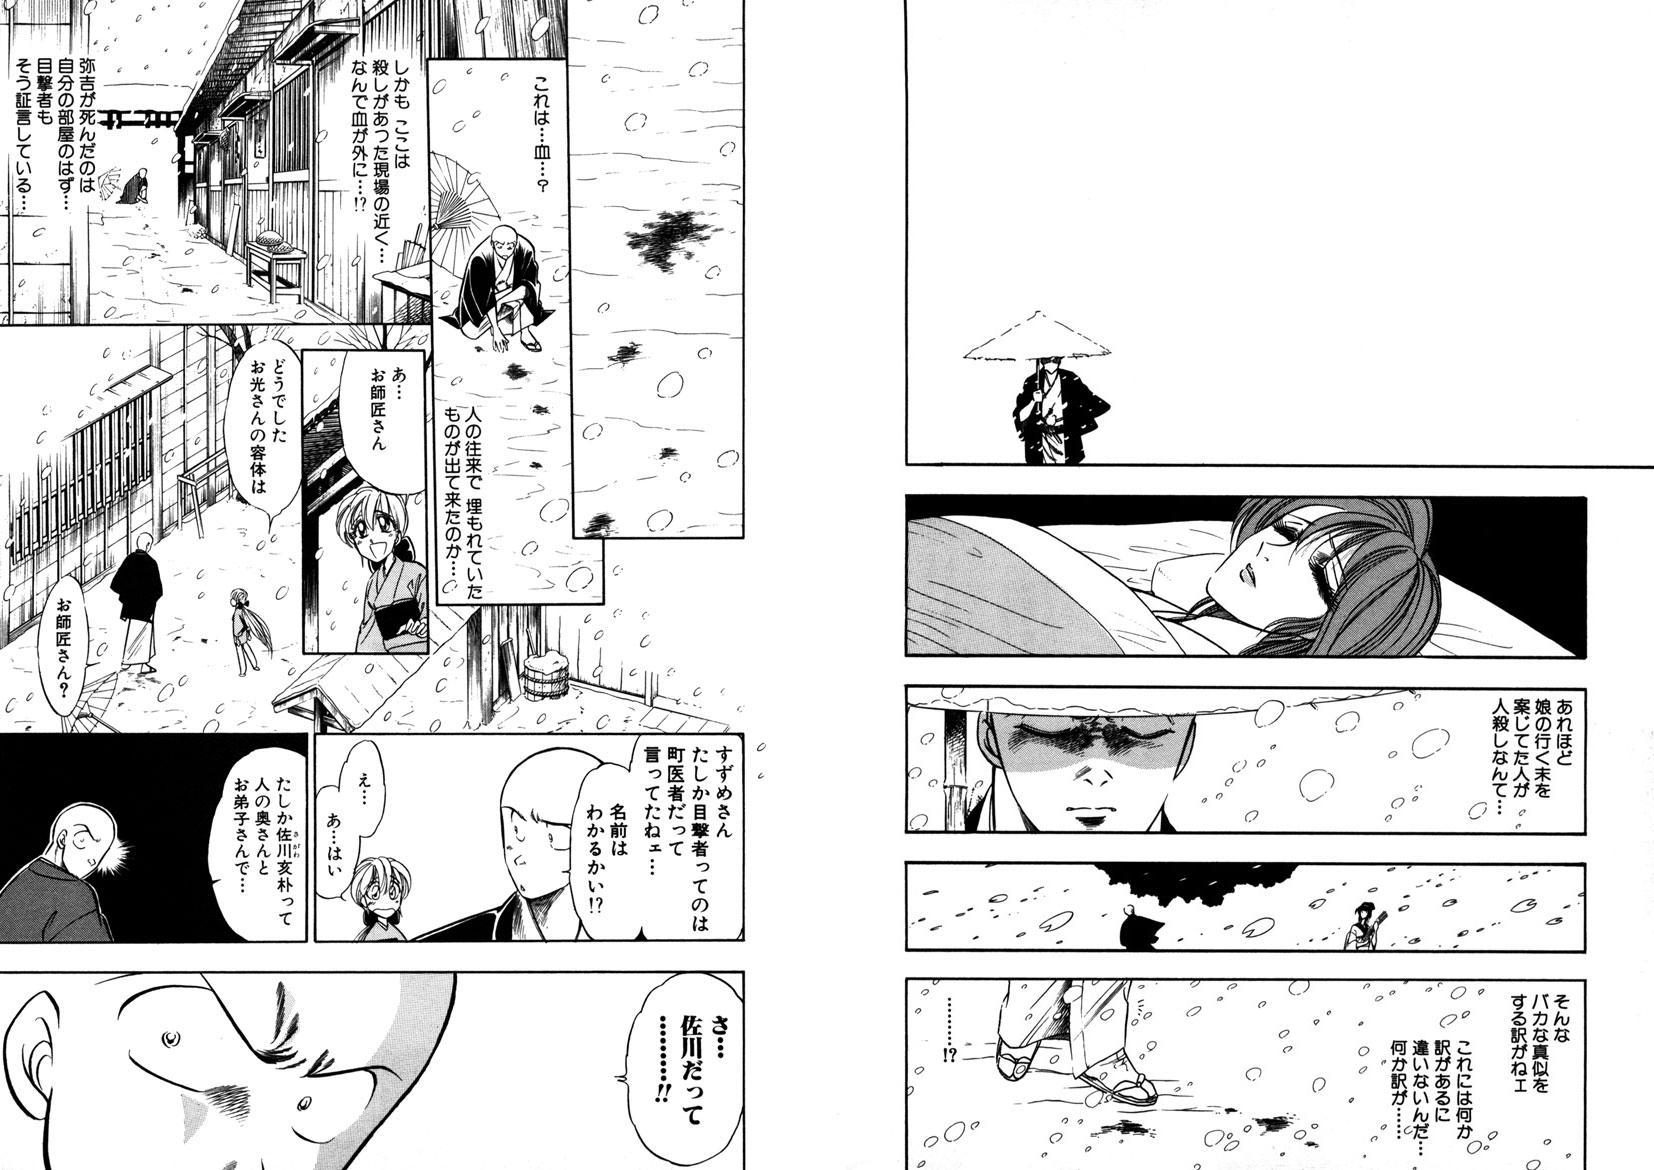 あれほど
娘の行く末を
案じてた人が
人殺しなんて…
そんな
バカな真似を
する訳がねェ
これには何か
訳があるに
違いないんだ…
何か訳が……
…………!?
これは…血…?
人の往来で 埋もれていた
ものが出て来たのか…
しかも ここは
殺しがあった現場の近く…
なんで血が外に…!?
弥吉が死んだのは
自分の部屋のはず…
目撃者も
そう証言している…
あ…
お師匠さん
どうでした
お光さんの容体は
お師匠さん?
すずめさん
たしか目撃者ってのは
町医者だって
言ってたねェ…
名前は
わかるかい!?
え…
あ…はい
たしか佐川亥朴って
さがわ
人の奥さんと
お弟子さんで…
さ…
佐川だって
………!!